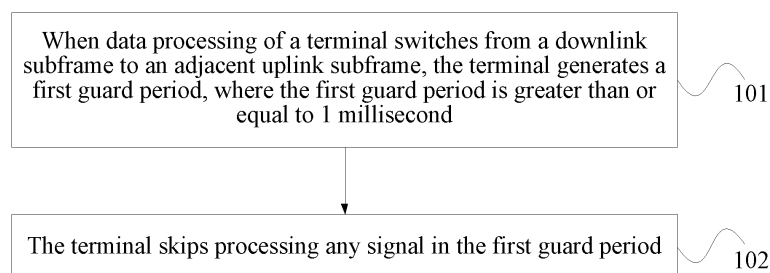 When data processing of a terminal switches from a downlink
subframe to an adjacent uplink subframe, the terminal generates a
first guard period, where the first guard period is greater than or
equal to 1 millisecond
101
The terminal skips processing any signal in the first guard period
102